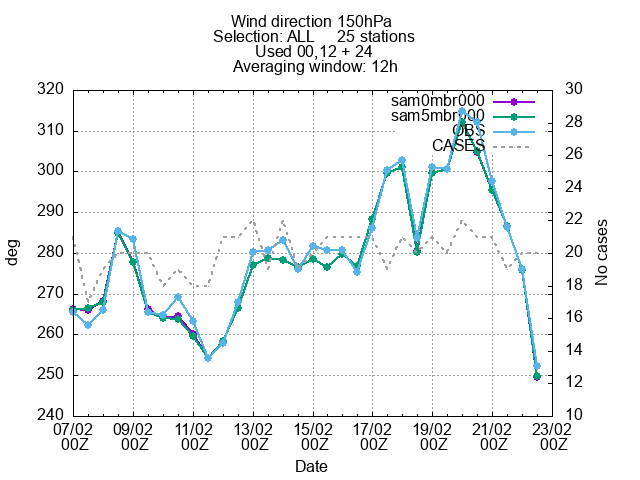 Wind direction 150hPa
Selection: ALL 25 stations
Used 00,12 + 24
Averaging window: 12h
sam0mbr000
sam5mbr000
OBS
CASES
deg
320
310
300
290
280
270
260
250
240
No cases
30
28
26
24
22
20
18
16
14
12
10
07/02 09/02 11/02 13/02 15/02 17/02 19/02 21/02 23/02
00Z 00Z 00Z 00Z 00Z 00Z 00Z 00Z 00Z
Date